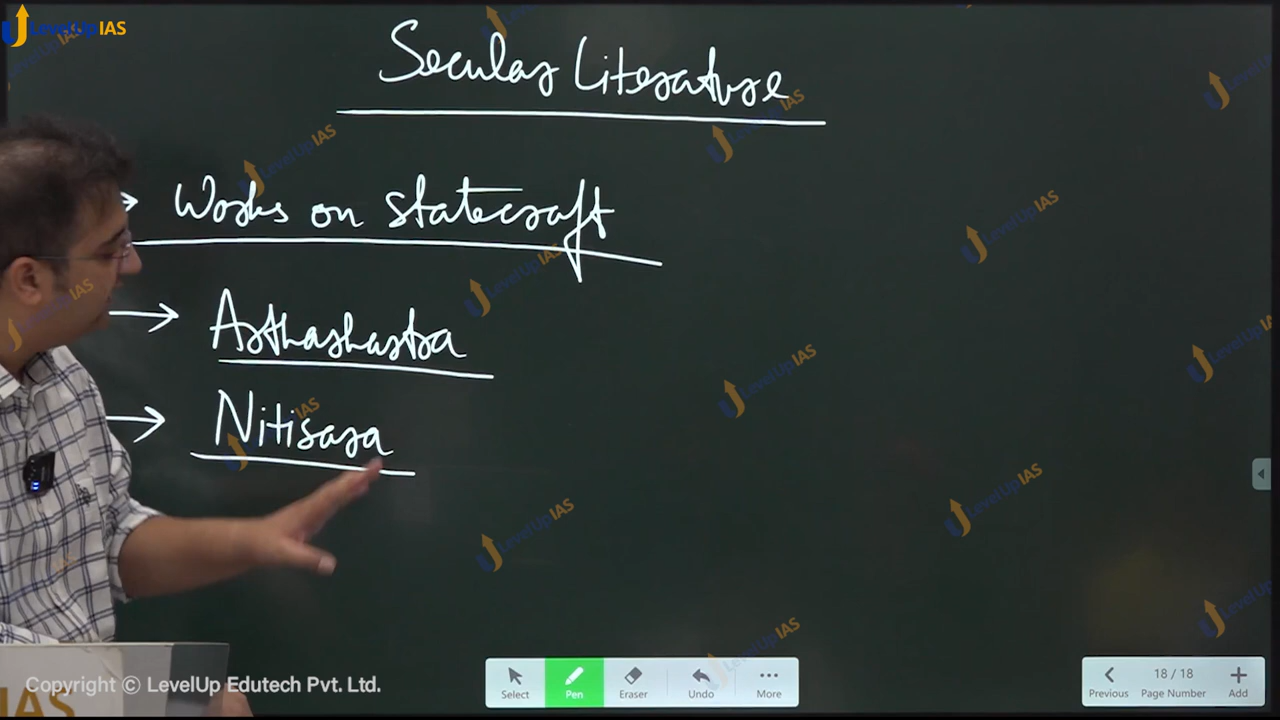 LevelUp IAS
Secular Literature
→ Works on statecraft
→ Arthashastra
→ Nitisara
Copyright © LevelUp Edutech Pvt. Ltd.
IAS
Select Pen Eraser Undo More
Previous 18 / 18 Page Number Add